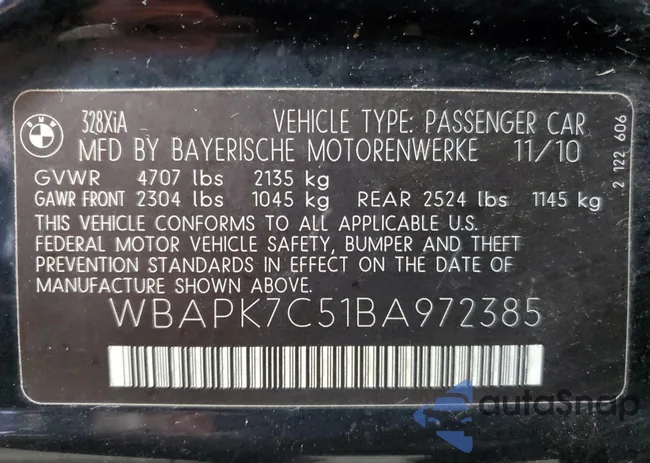 BMW
328XiA VEHICLE TYPE: PASSENGER CAR
MFD BY BAYERISCHE MOTORENWERKE 11/10
GVWR 4707 lbs 2135 kg
GAWR FRONT 2304 lbs 1045 kg REAR 2524 lbs 1145 kg
THIS VEHICLE CONFORMS TO ALL APPLICABLE U.S.
FEDERAL MOTOR VEHICLE SAFETY, BUMPER AND THEFT
PREVENTION STANDARDS IN EFFECT ON THE DATE OF
MANUFACTURE SHOWN ABOVE.
WBAPK7C51BA972385
2 122 606
autoSnap